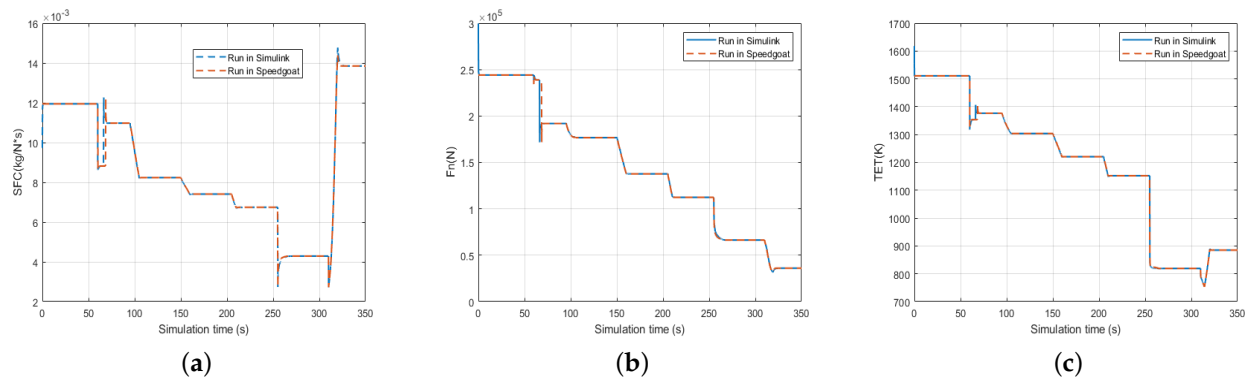 ×10⁻³
16
14
12
10
8
6
4
2
SFC(kg/N*s)
Run in Simulink
Run in Speedgoat
0 50 100 150 200 250 300 350
Simulation time (s)
(a)
×10⁵
3
2.5
2
1.5
1
0.5
0
Fn(N)
Run in Simulink
Run in Speedgoat
0 50 100 150 200 250 300 350
Simulation time (s)
(b)
1700
1600
1500
1400
1300
1200
1100
1000
900
800
700
TET(K)
Run in Simulink
Run in Speedgoat
0 50 100 150 200 250 300 350
Simulation time (s)
(c)